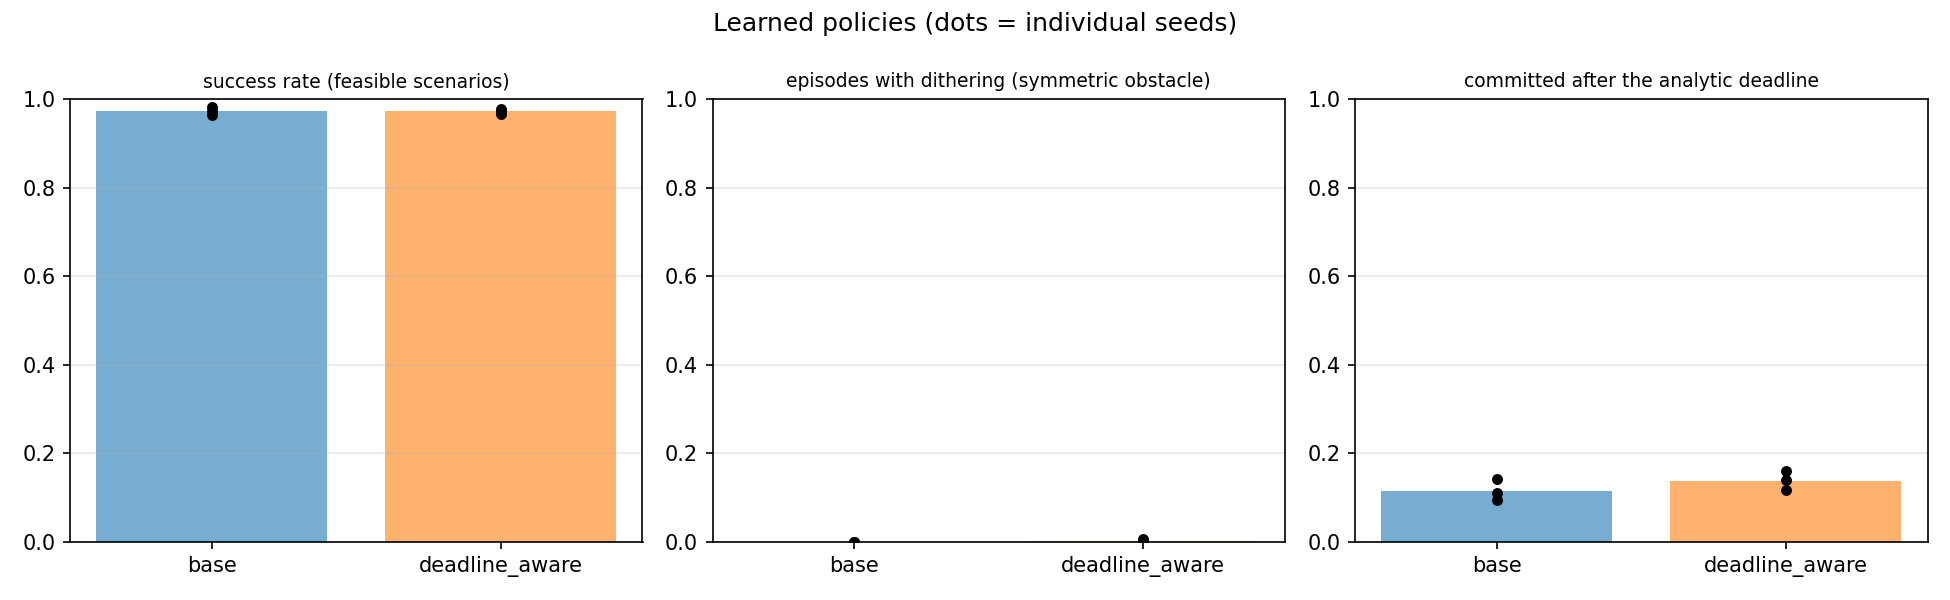 Learned policies (dots = individual seeds)
success rate (feasible scenarios)
1.0
0.8
0.6
0.4
0.2
0.0
base deadline_aware
episodes with dithering (symmetric obstacle)
1.0
0.8
0.6
0.4
0.2
0.0
base deadline_aware
committed after the analytic deadline
1.0
0.8
0.6
0.4
0.2
0.0
base deadline_aware